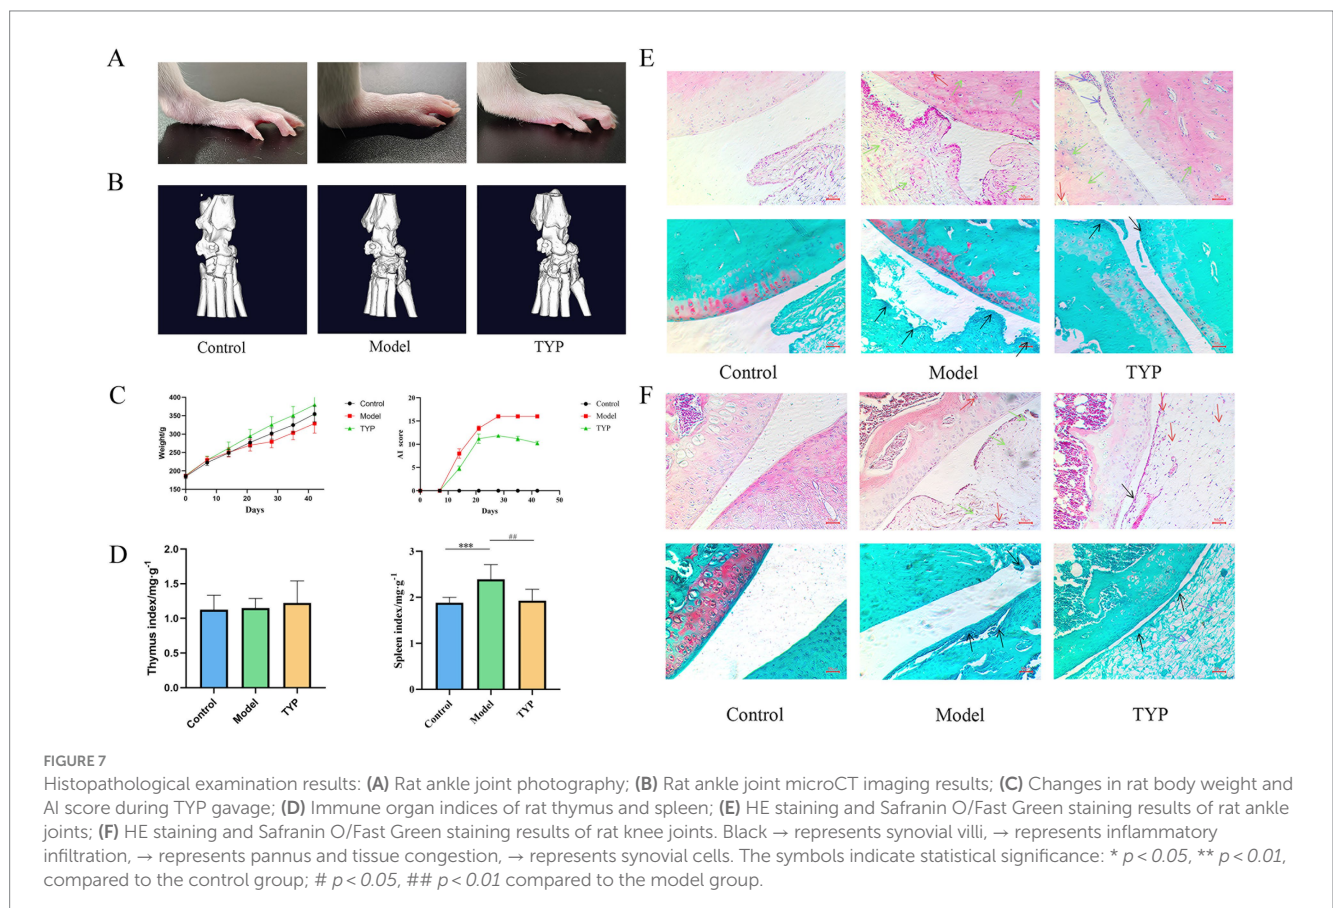 A
B
Control
Model
TYP
C
Weight/g
400
350
300
250
200
150
0
10
20
30
40
Days
Control
Model
TYP
AI score
20
15
10
5
0
0
10
20
30
40
50
Days
Control
Model
TYP
D
Thymus index/mg·g-1
2.0
1.5
1.0
0.5
0.0
Control
Model
TYP
Spleen index/mg·g-1
3
2
1
0
***
##
Control
Model
TYP
E
Control
Model
TYP
F
Control
Model
TYP
FIGURE 7
Histopathological examination results: (A) Rat ankle joint photography; (B) Rat ankle joint microCT imaging results; (C) Changes in rat body weight and
AI score during TYP gavage; (D) Immune organ indices of rat thymus and spleen; (E) HE staining and Safranin O/Fast Green staining results of rat ankle
joints; (F) HE staining and Safranin O/Fast Green staining results of rat knee joints. Black → represents synovial villi, → represents inflammatory
infiltration, → represents pannus and tissue congestion, → represents synovial cells. The symbols indicate statistical significance: * p < 0.05, ** p < 0.01,
compared to the control group; # p < 0.05, ## p < 0.01 compared to the model group.